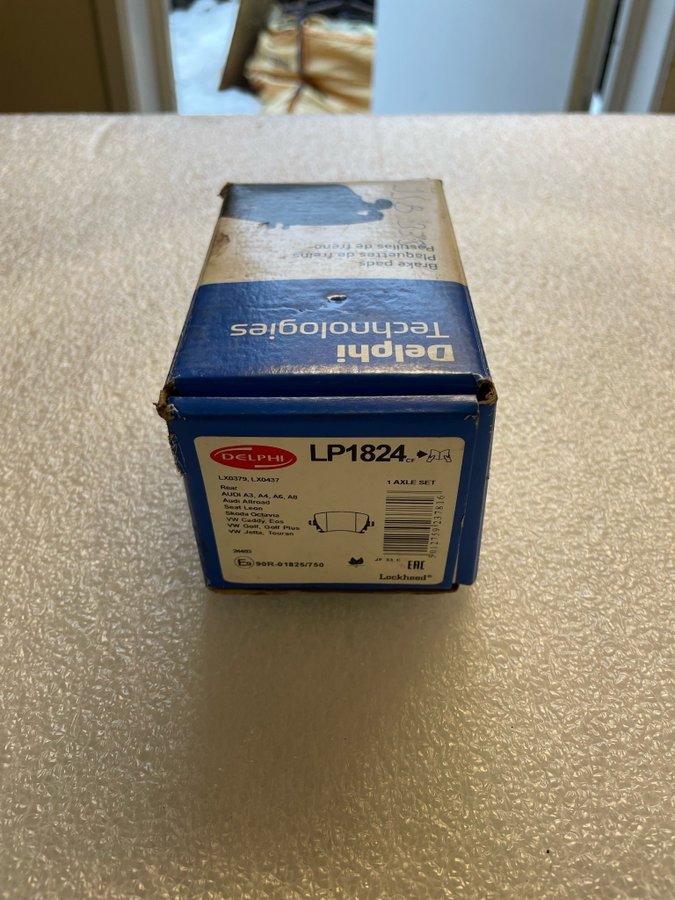 Brake pads
Plaquettes de freins
Pastillas de freno
Delphi
Technologies
DELPHI
LP1824
CF
LX0379, LX0437
1 AXLE SET
Rear
AUDI A3, A4, A6, A8
Audi Allroad
Seat Leon
Skoda Octavia
VW Caddy, Eos
VW Golf, Golf Plus
VW Jetta, Touran
E9 90R-01825/750
EAC
Lockheed®